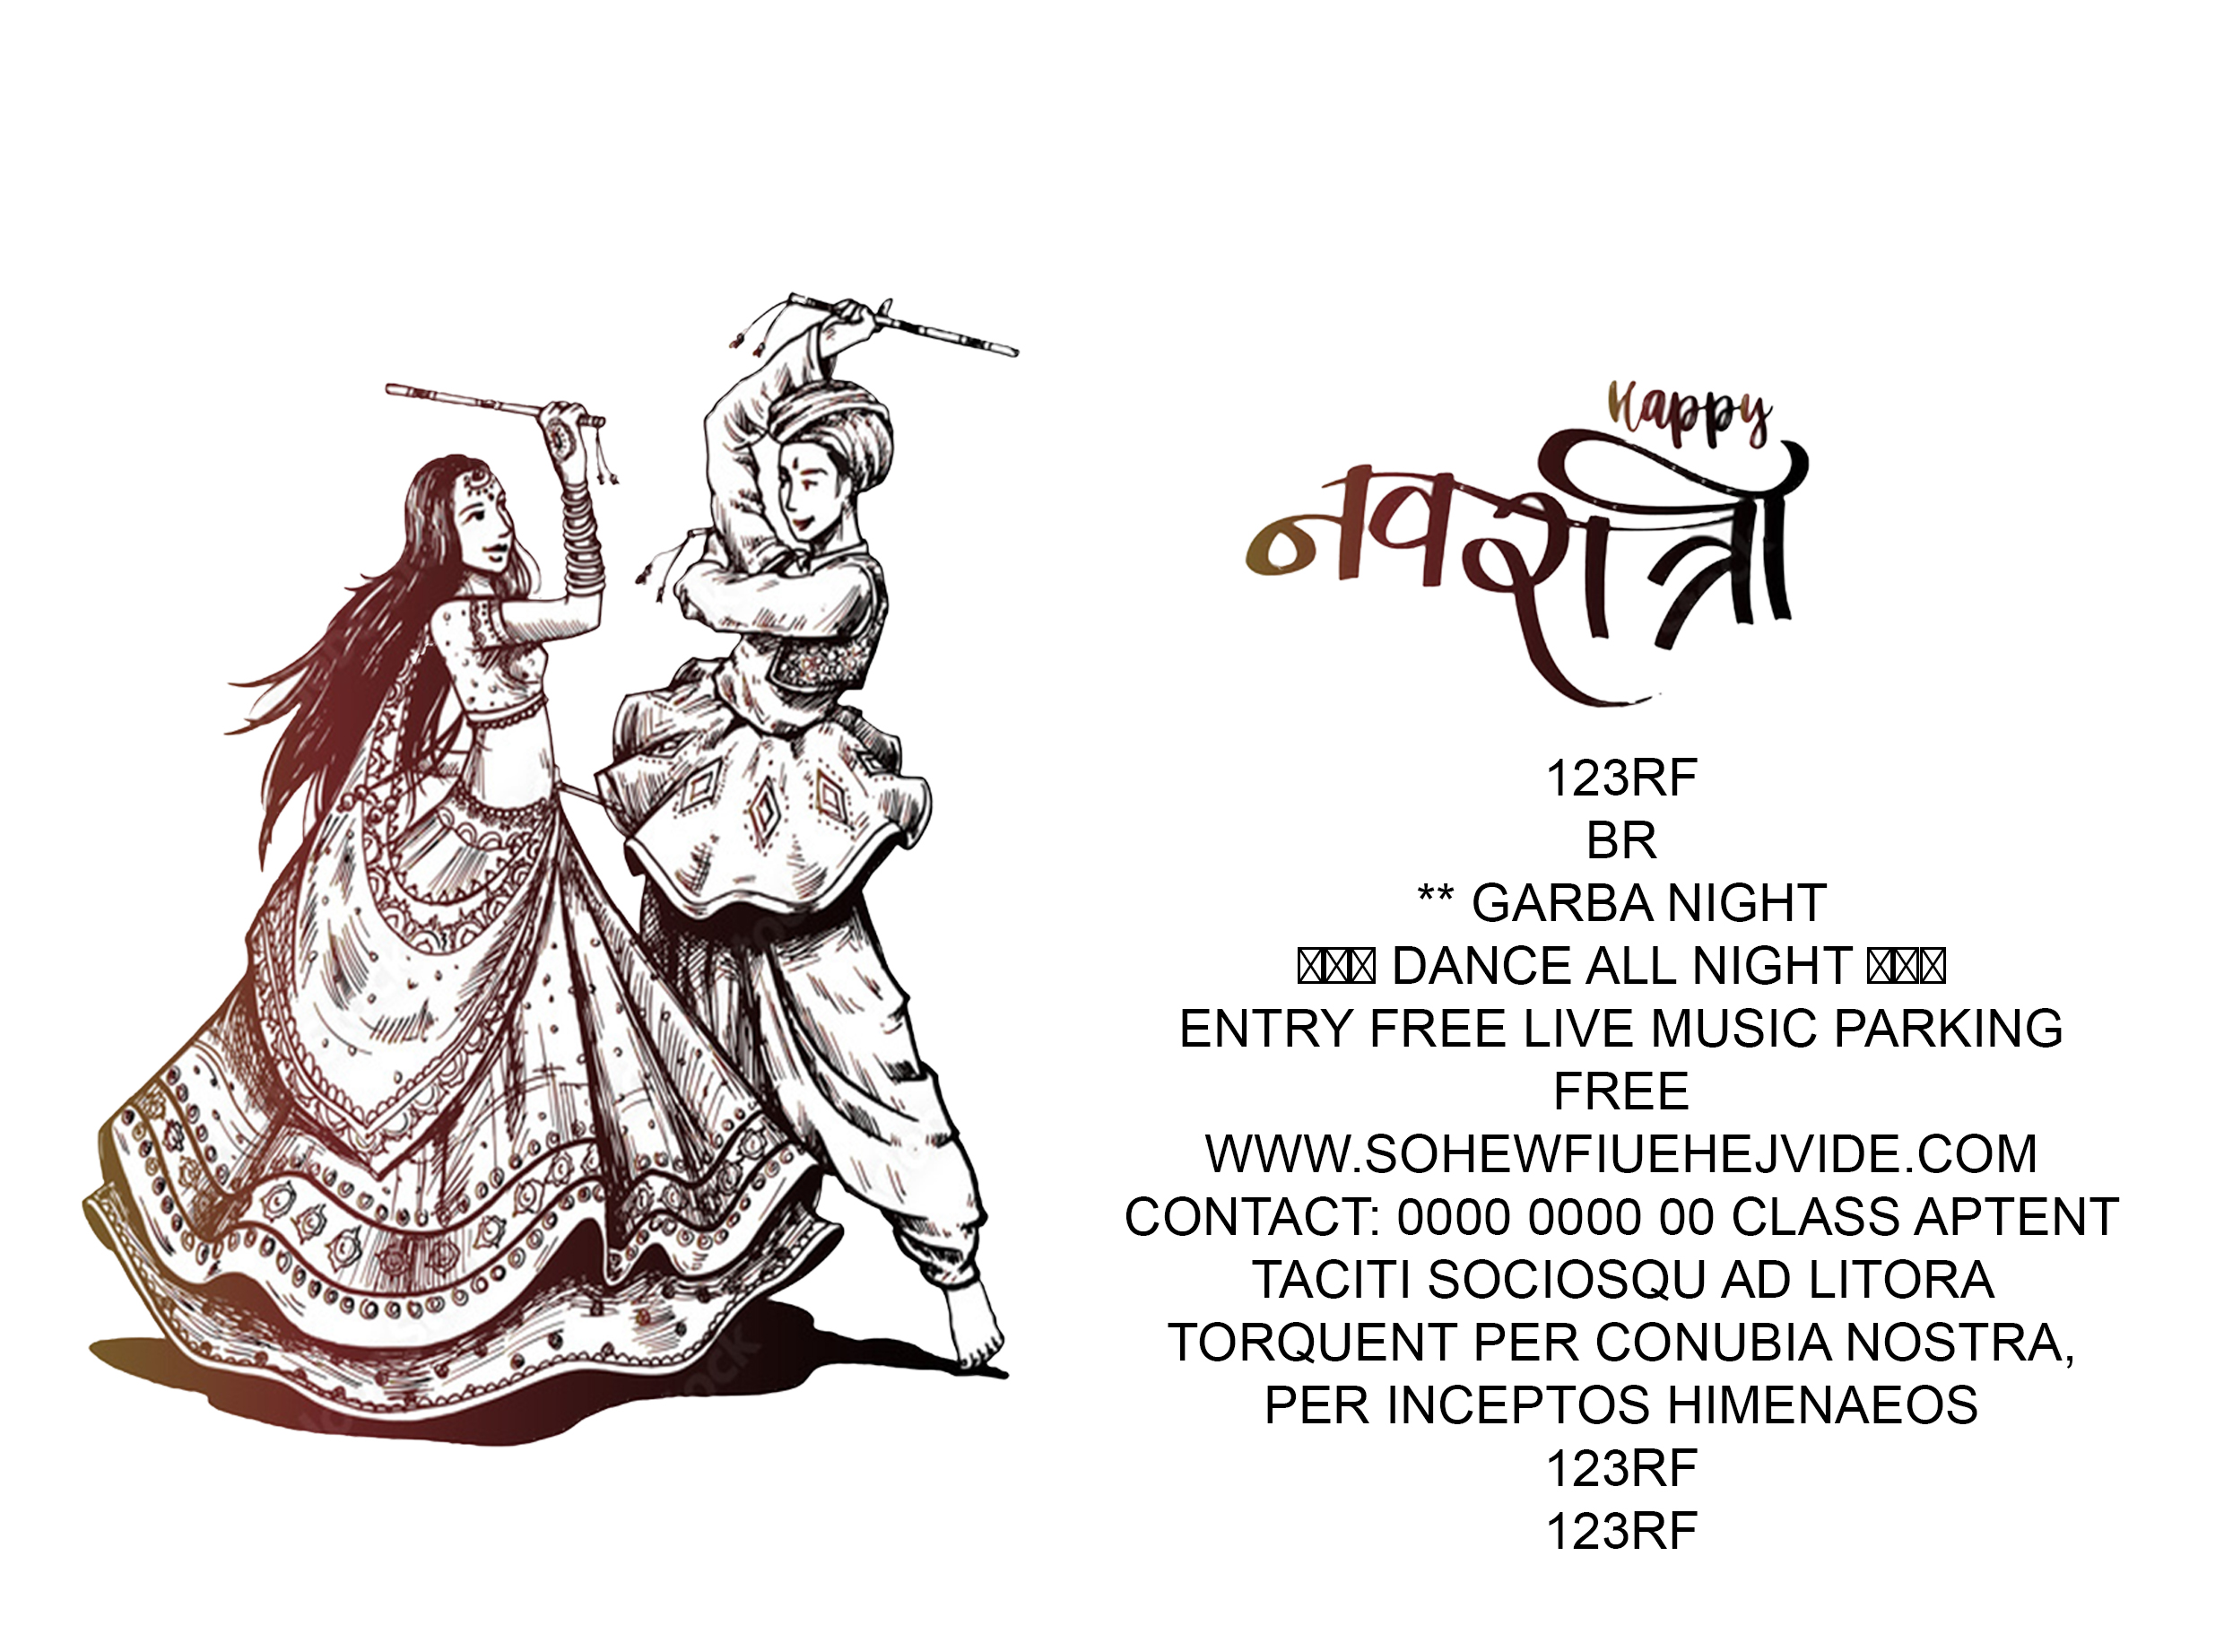 Happy
नवरात्री
123RF
BR
** GARBA NIGHT
DANCE ALL NIGHT
ENTRY FREE LIVE MUSIC PARKING
FREE
WWW.SOHEWFIUEHEJVIDE.COM
CONTACT: 0000 0000 00 CLASS APTENT
TACITI SOCIOSQU AD LITORA
TORQUENT PER CONUBIA NOSTRA,
PER INCEPTOS HIMENAEOS
123RF
123RF